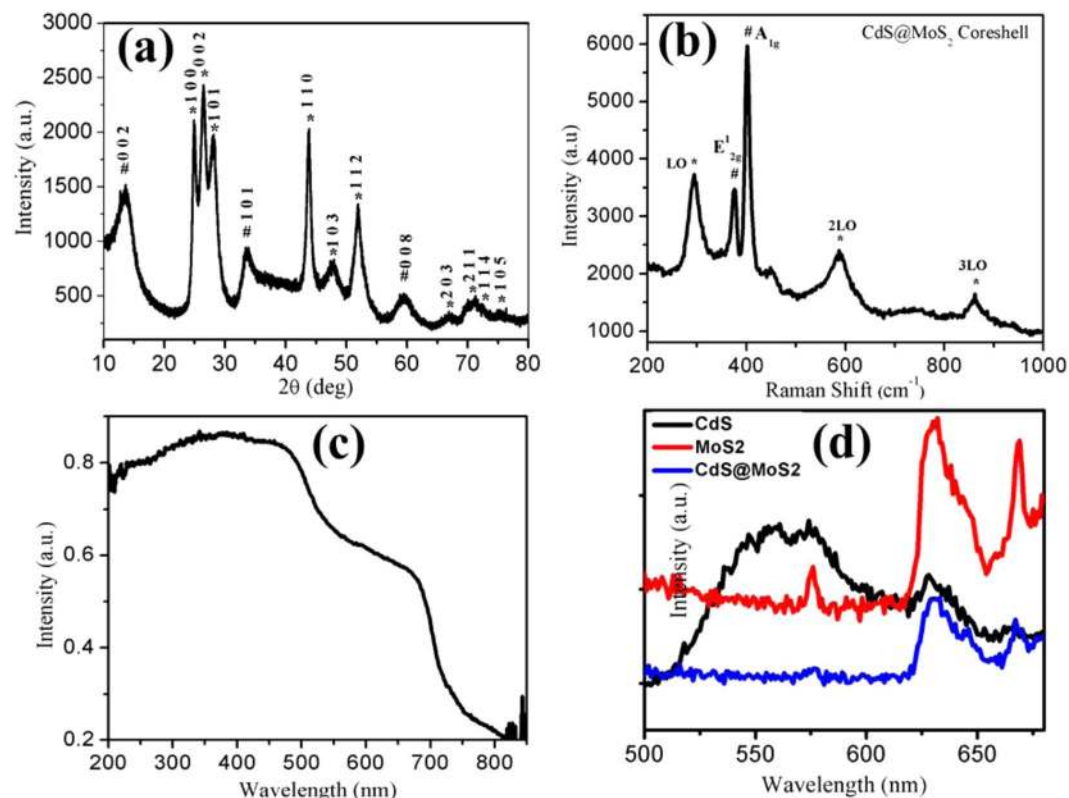 (a)
3000
2500
2000
1500
1000
500
Intensity (a.u.)
#002
*100
*002
*101
#101
*110
*103
*112
#008
*203
*211
*114
*105
10 20 30 40 50 60 70 80
2θ (deg)
(b)
CdS@MoS2 Coreshell
6000
5000
4000
3000
2000
1000
Intensity (a.u)
LO *
E12g
#
# A1g
2LO
*
3LO
*
200 400 600 800 1000
Raman Shift (cm-1)
(c)
0.8
0.6
0.4
0.2
Intensity (a.u.)
200 300 400 500 600 700 800
Wavelength (nm)
(d)
CdS
MoS2
CdS@MoS2
Intensity (a.u.)
500 550 600 650
Wavelength (nm)